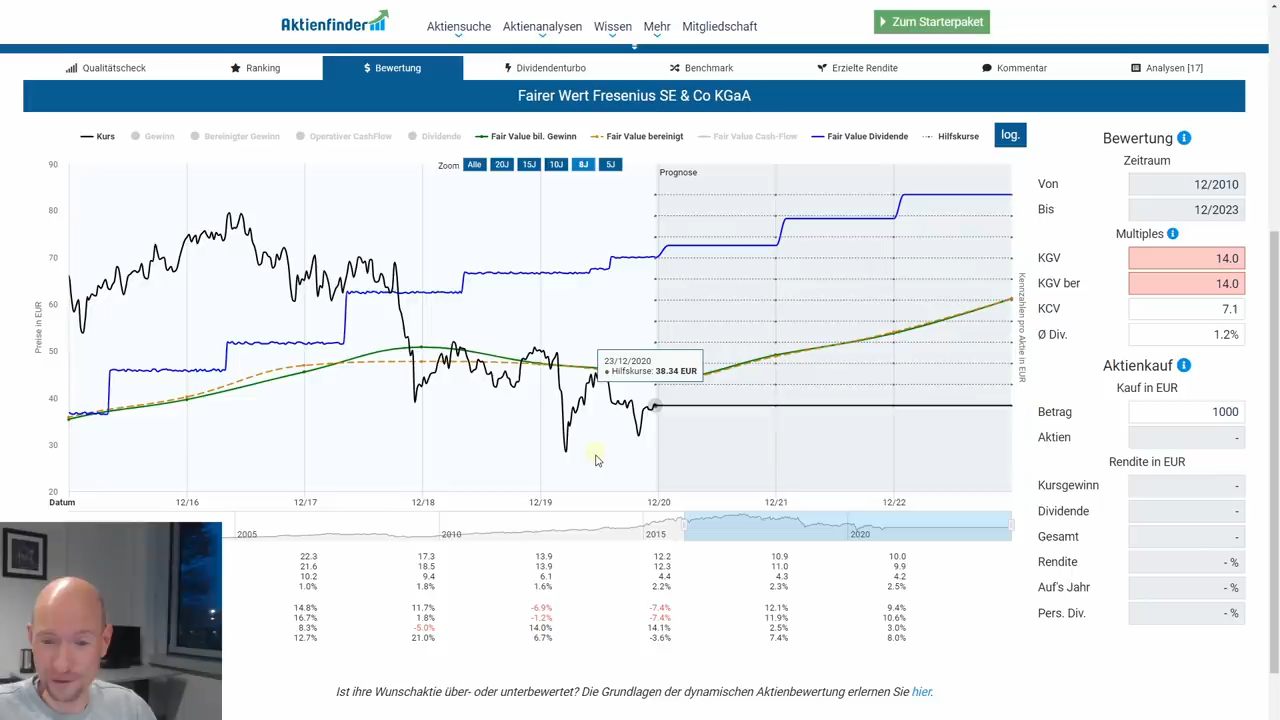 Aktienfinder
Aktiensuche Aktienanalysen Wissen Mehr Mitgliedschaft
Zum Starterpaket
Qualitätscheck Ranking $ Bewertung Dividendenturbo Benchmark Erzielte Rendite Kommentar Analysen [17]
Fairer Wert Fresenius SE & Co KGaA
Kurs Gewinn Bereinigter Gewinn Operativer CashFlow Dividende Fair Value bil. Gewinn Fair Value bereinigt Fair Value Cash-Flow Fair Value Dividende Hilfskurse log.
Zoom Alle 20J 15J 10J 8J 5J
Prognose
90
80
70
60
50
40
30
20
Preise in EUR
Kennzahlen pro Aktie in EUR
23/12/2020
Hilfskurse: 38.34 EUR
Datum 12/16 12/17 12/18 12/19 12/20 12/21 12/22
2005 2010 2015 2020
22.3 17.3 13.9 12.2 10.9 10.0
21.6 18.5 13.9 12.3 11.0 9.9
10.2 9.4 6.1 4.4 4.3 4.2
1.0% 1.8% 1.6% 2.2% 2.3% 2.5%
14.8% 11.7% -6.9% -7.4% 12.1% 9.4%
16.7% 1.8% -1.2% -7.4% 11.9% 10.6%
8.3% -5.0% 14.0% 14.1% 2.5% 3.0%
12.7% 21.0% 6.7% -3.6% 7.4% 8.0%
Ist ihre Wunschaktie über- oder unterbewertet? Die Grundlagen der dynamischen Aktienbewertung erlernen Sie hier.
Bewertung i
Zeitraum
Von 12/2010
Bis 12/2023
Multiples i
KGV 14.0
KGV ber 14.0
KCV 7.1
Ø Div. 1.2%
Aktienkauf i
Kauf in EUR
Betrag 1000
Aktien -
Rendite in EUR
Kursgewinn -
Dividende -
Gesamt -
Rendite - %
Auf's Jahr - %
Pers. Div. - %